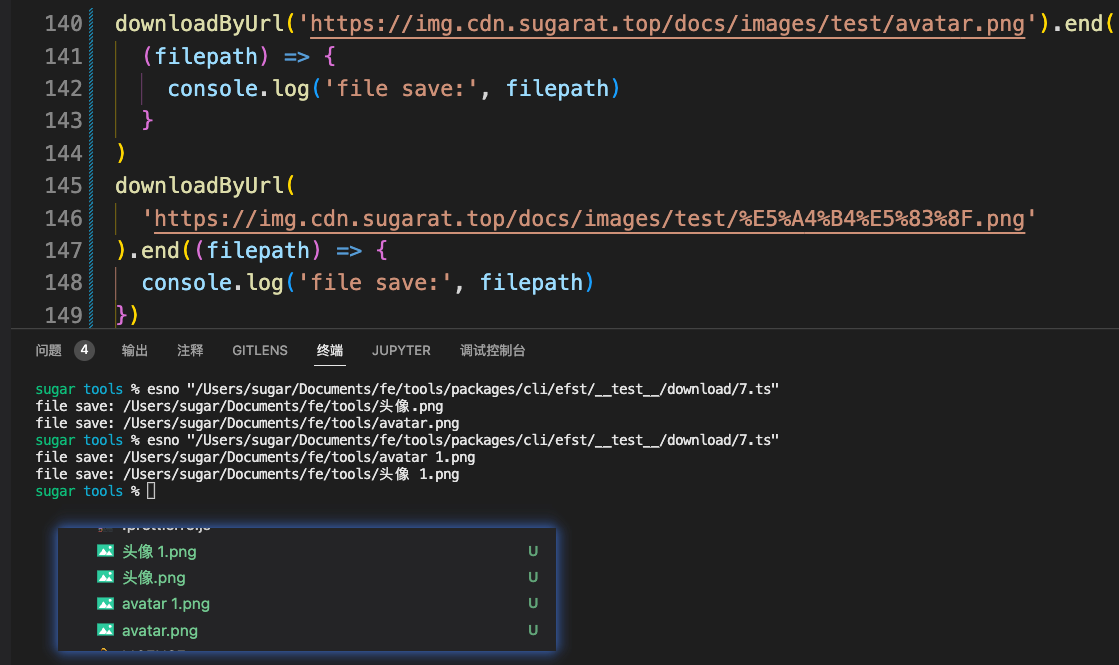 140 downloadByUrl('https://img.cdn.sugarat.top/docs/images/test/avatar.png').end(
141 (filepath) => {
142 console.log('file save:', filepath)
143 }
144 )
145 downloadByUrl(
146 'https://img.cdn.sugarat.top/docs/images/test/%E5%A4%B4%E5%83%8F.png'
147 ).end((filepath) => {
148 console.log('file save:', filepath)
149 })
问题 4 输出 注释 GITLENS 终端 JUPYTER 调试控制台
sugar tools % esno "/Users/sugar/Documents/fe/tools/packages/cli/efst/__test__/download/7.ts"
file save: /Users/sugar/Documents/fe/tools/头像.png
file save: /Users/sugar/Documents/fe/tools/avatar.png
sugar tools % esno "/Users/sugar/Documents/fe/tools/packages/cli/efst/__test__/download/7.ts"
file save: /Users/sugar/Documents/fe/tools/avatar 1.png
file save: /Users/sugar/Documents/fe/tools/头像 1.png
sugar tools %
头像 1.png U
头像.png U
avatar 1.png U
avatar.png U